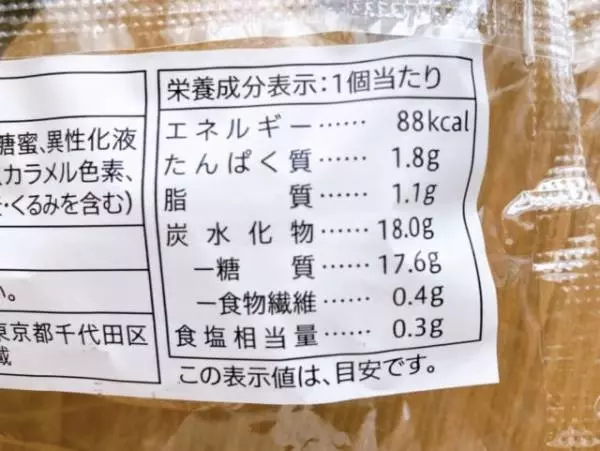 糖蜜、異性化液
カラメル色素、
・くるみを含む)
い。
東京都千代田区
蔵
栄養成分表示:1個当たり
エネルギー…… 88kcal
たんぱく質…… 1.8g
脂 質…… 1.1g
炭水化物…… 18.0g
―糖 質…… 17.6g
―食物繊維…… 0.4g
食塩相当量…… 0.3g
この表示値は、目安です。